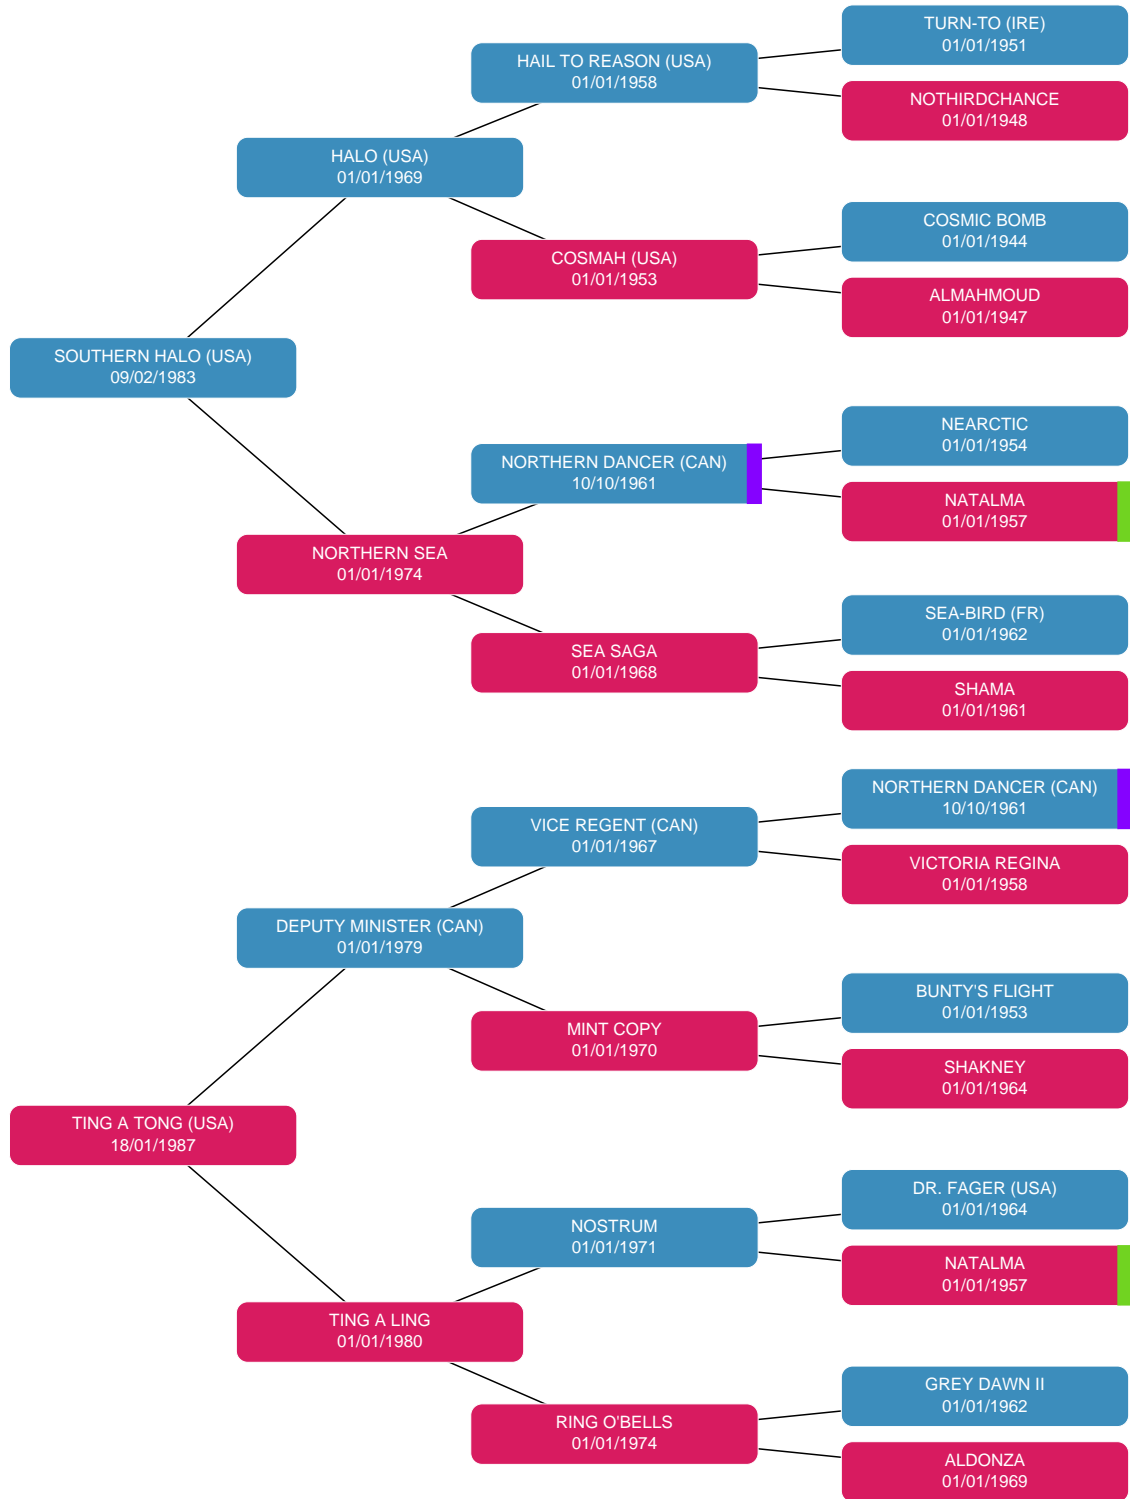 TURN-TO (IRE)
01/01/1951
HAIL TO REASON (USA)
01/01/1958
NOTHIRDCHANCE
01/01/1948
HALO (USA)
01/01/1969
COSMIC BOMB
01/01/1944
COSMAH (USA)
01/01/1953
ALMAHMOUD
01/01/1947
SOUTHERN HALO (USA)
09/02/1983
NEARCTIC
01/01/1954
NORTHERN DANCER (CAN)
10/10/1961
NATALMA
01/01/1957
NORTHERN SEA
01/01/1974
SEA-BIRD (FR)
01/01/1962
SEA SAGA
01/01/1968
SHAMA
01/01/1961
NORTHERN DANCER (CAN)
10/10/1961
VICE REGENT (CAN)
01/01/1967
VICTORIA REGINA
01/01/1958
DEPUTY MINISTER (CAN)
01/01/1979
BUNTY'S FLIGHT
01/01/1953
MINT COPY
01/01/1970
SHAKNEY
01/01/1964
TING A TONG (USA)
18/01/1987
DR. FAGER (USA)
01/01/1964
NOSTRUM
01/01/1971
NATALMA
01/01/1957
TING A LING
01/01/1980
GREY DAWN II
01/01/1962
RING O'BELLS
01/01/1974
ALDONZA
01/01/1969